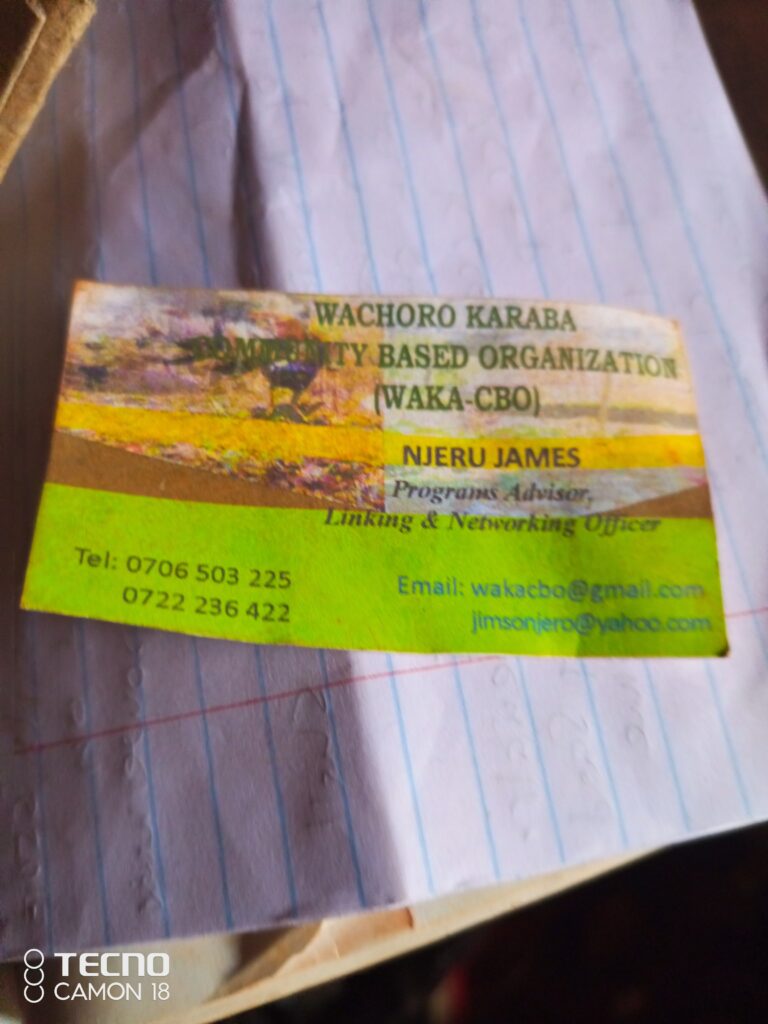 WACHORO KARABA
COMMUNITY BASED ORGANIZATION
(WAKA-CBO)
NJERU JAMES
Programs Advisor,
Linking & Networking Officer
Tel: 0706 503 225
0722 236 422
Email: wakacbo@gmail.com
jimsonjero@yahoo.com
TECNO
CAMON 18